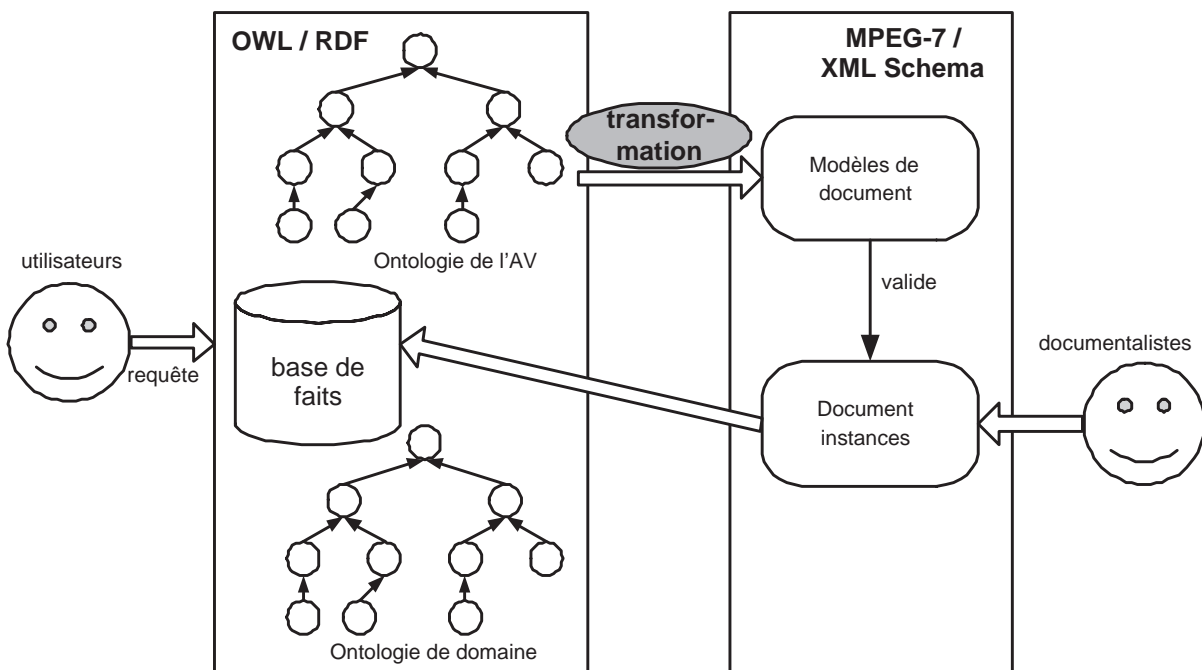 OWL / RDF
MPEG-7 /
XML Schema
transfor-
mation
Modèles de
document
Ontologie de l'AV
utilisateurs
valide
requête
base de
faits
documentalistes
Document
instances
Ontologie de domaine